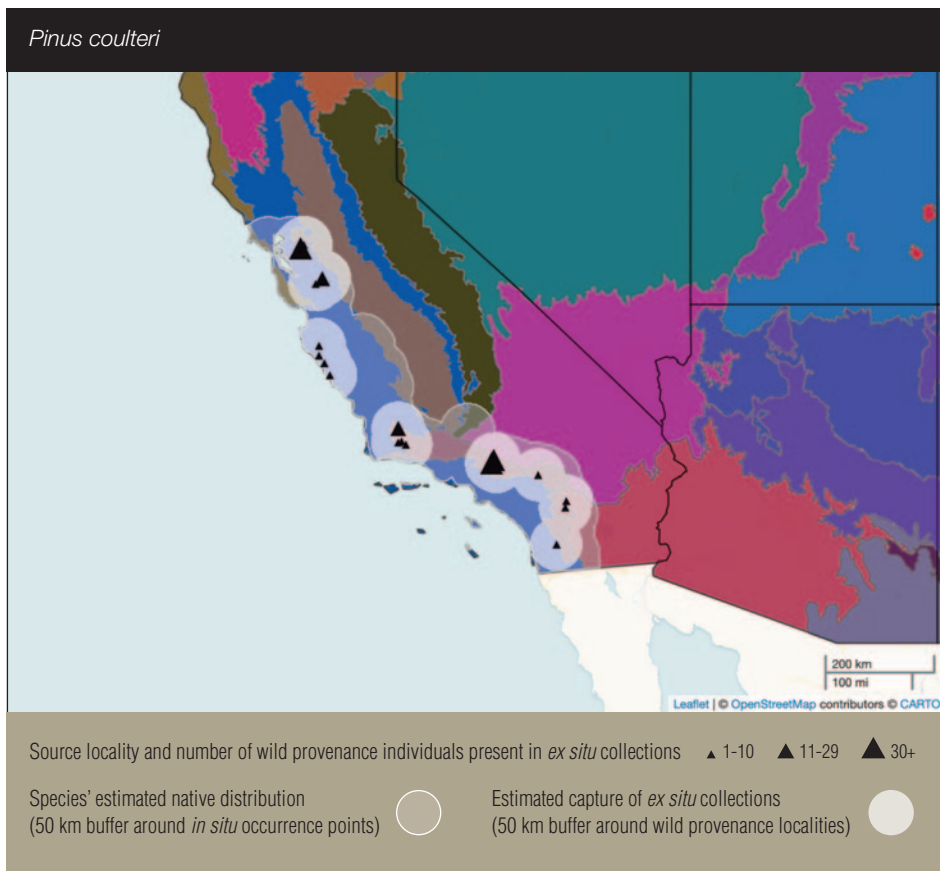 Pinus coulteri
200 km
100 mi
Leaflet | © OpenStreetMap contributors © CARTO
Source locality and number of wild provenance individuals present in ex situ collections ▲ 1-10 ▲ 11-29 ▲ 30+
Species’ estimated native distribution
(50 km buffer around in situ occurrence points)
Estimated capture of ex situ collections
(50 km buffer around wild provenance localities)